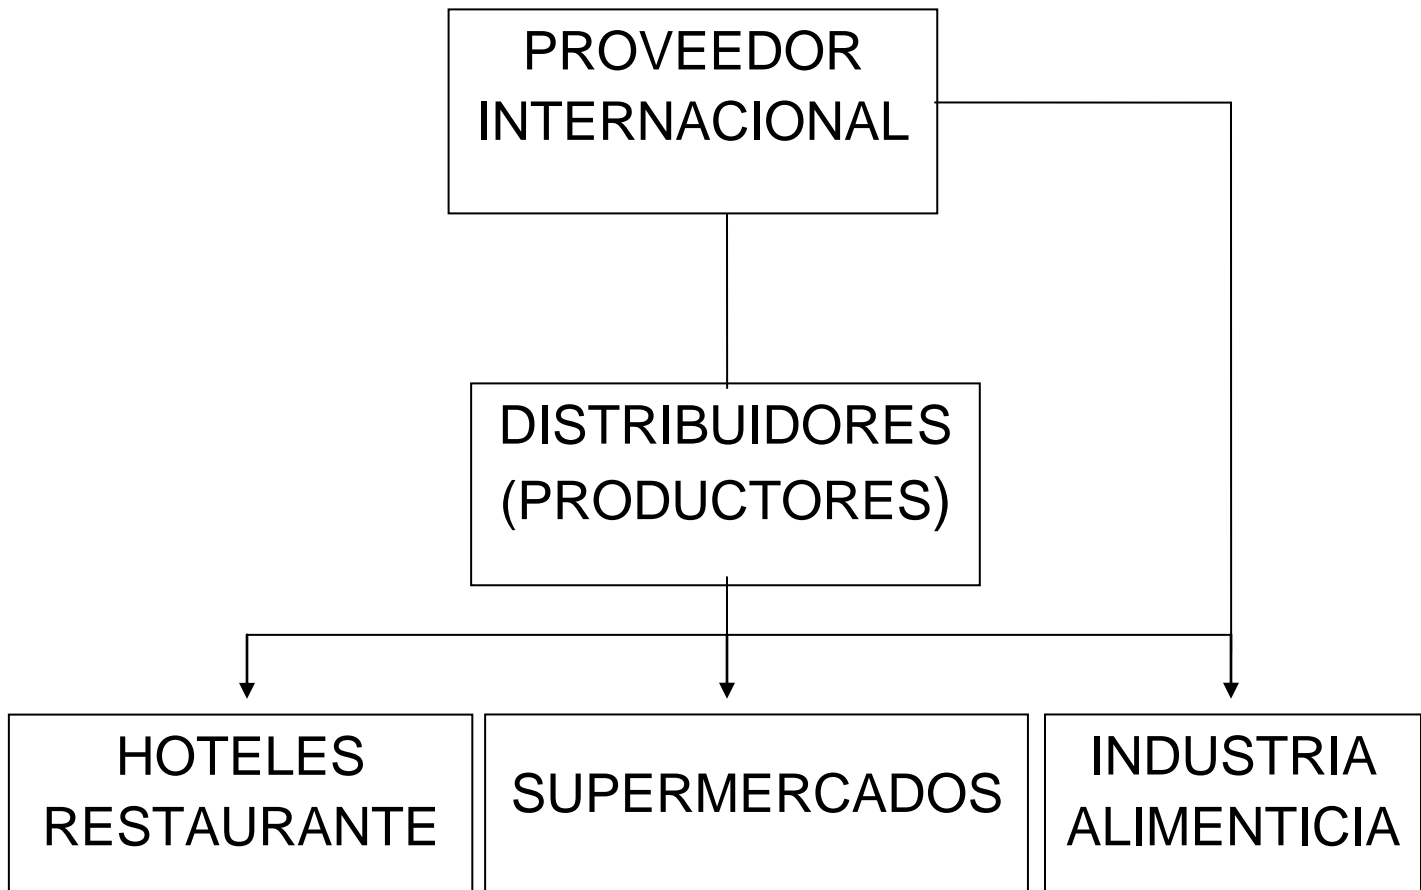 PROVEEDOR
INTERNACIONAL
DISTRIBUIDORES
(PRODUCTORES)
HOTELES
RESTAURANTE
SUPERMERCADOS
INDUSTRIA
ALIMENTICIA